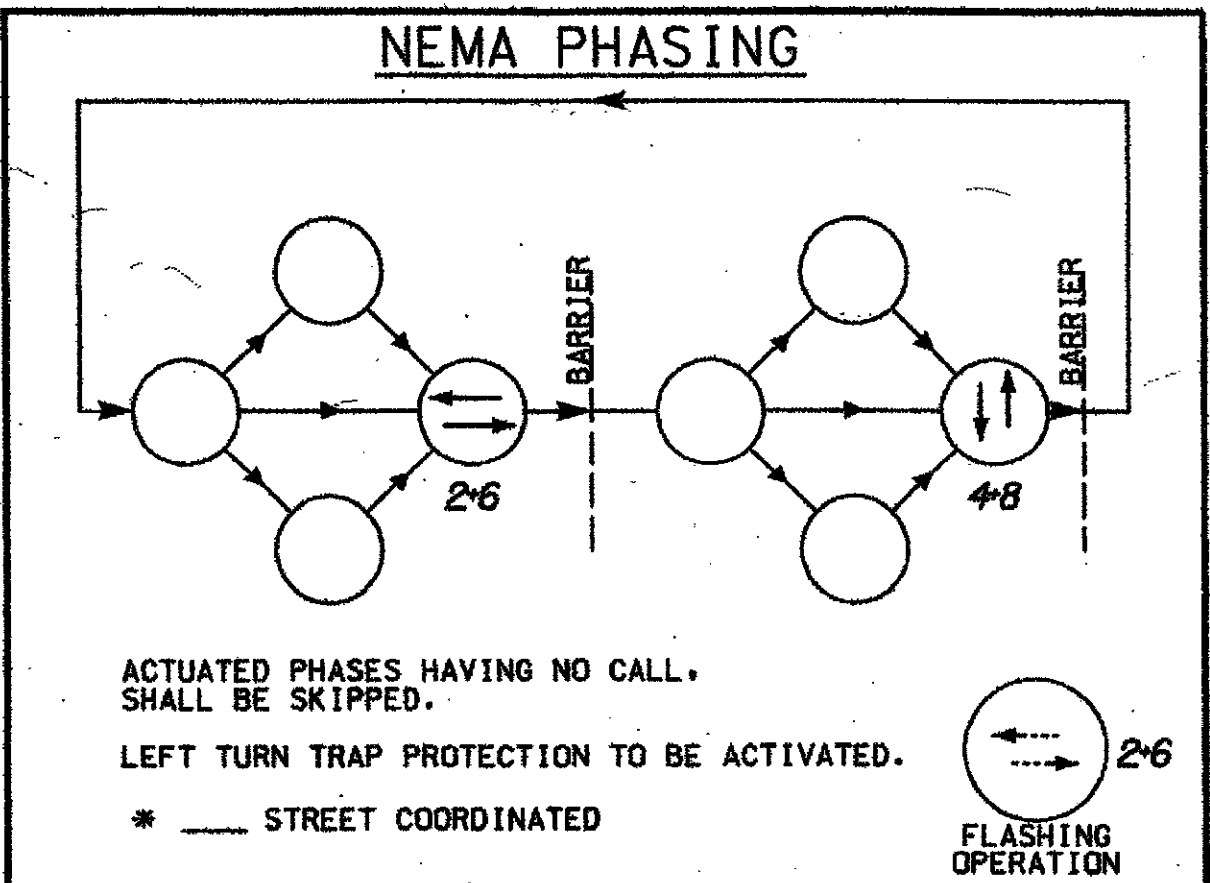 NEMA PHASING
BARRIER
BARRIER
2+6
4+8
ACTUATED PHASES HAVING NO CALL.
SHALL BE SKIPPED.
LEFT TURN TRAP PROTECTION TO BE ACTIVATED.
* ____ STREET COORDINATED
2+6
FLASHING
OPERATION